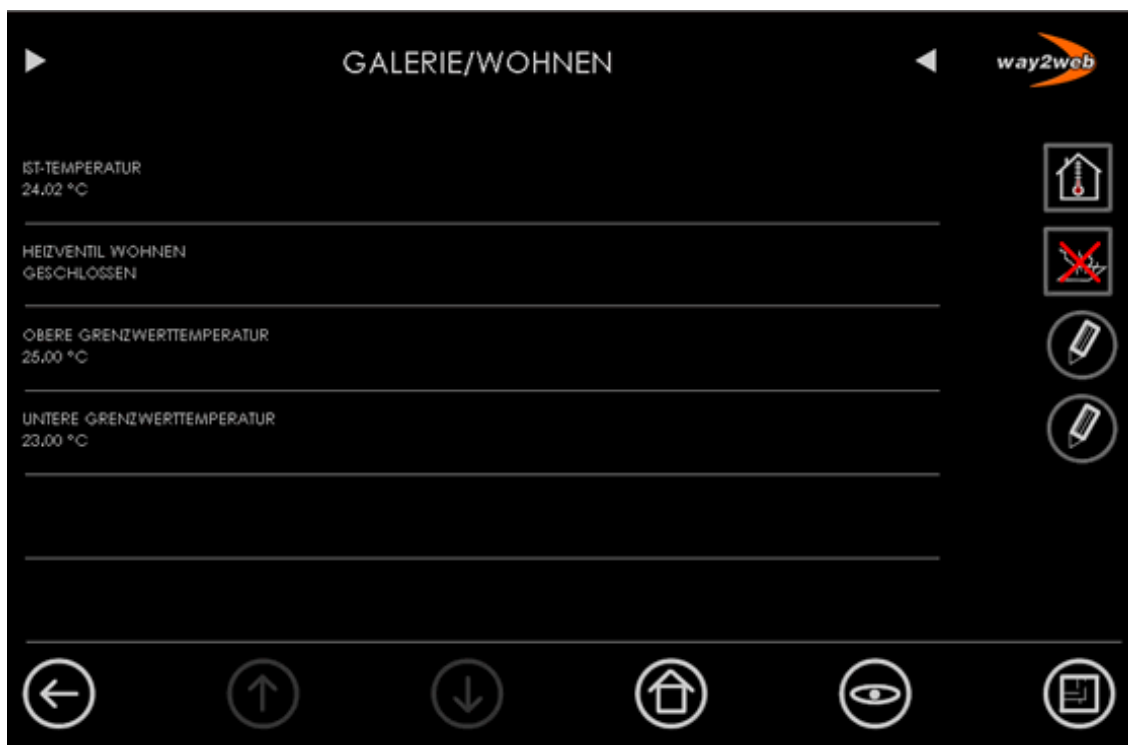 GALERIE/WOHNEN
way2web
IST-TEMPERATUR
24.02 °C
HEIZVENTIL WOHNEN
GESCHLOSSEN
OBERE GRENZWERTTEMPERATUR
25.00 °C
UNTERE GRENZWERTTEMPERATUR
23.00 °C